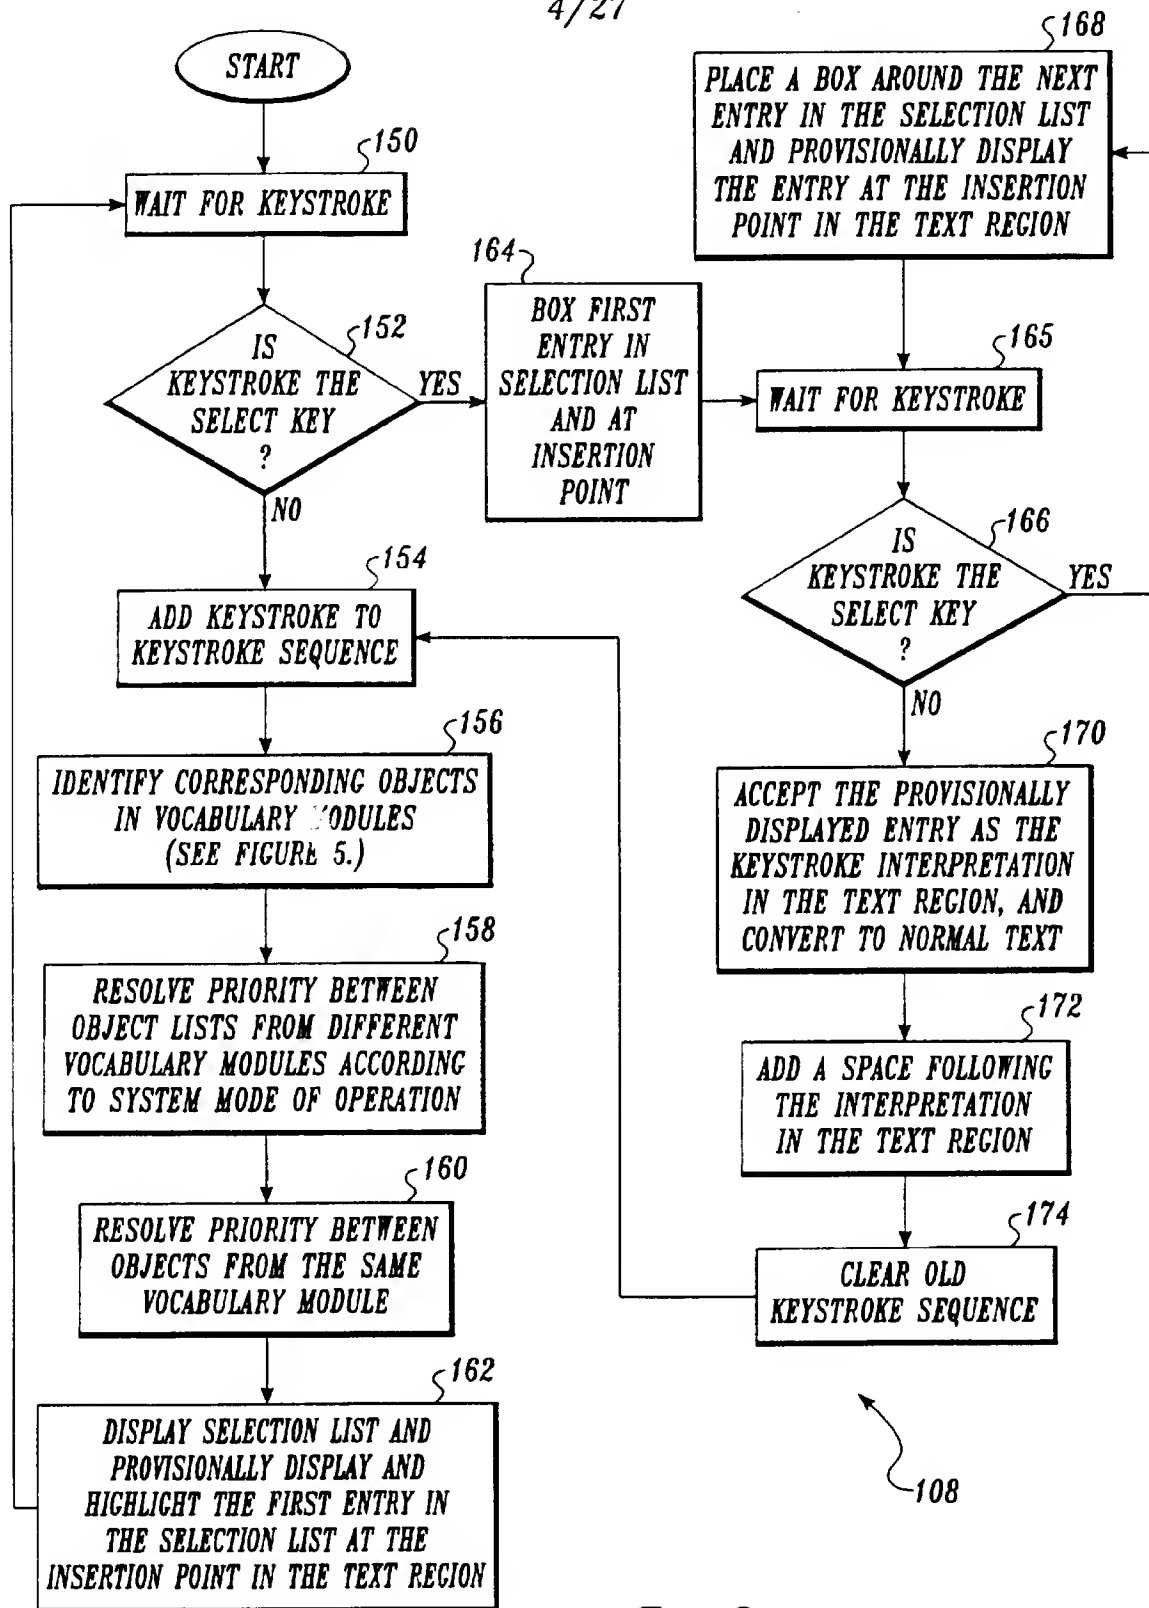 4/27
START
150
WAIT FOR KEYSTROKE
152
IS
KEYSTROKE THE
SELECT KEY
?
YES
NO
154
ADD KEYSTROKE TO
KEYSTROKE SEQUENCE
156
IDENTIFY CORRESPONDING OBJECTS
IN VOCABULARY MODULES
(SEE FIGURE 5.)
158
RESOLVE PRIORITY BETWEEN
OBJECT LISTS FROM DIFFERENT
VOCABULARY MODULES ACCORDING
TO SYSTEM MODE OF OPERATION
160
RESOLVE PRIORITY BETWEEN
OBJECTS FROM THE SAME
VOCABULARY MODULE
162
DISPLAY SELECTION LIST AND
PROVISIONALLY DISPLAY AND
HIGHLIGHT THE FIRST ENTRY IN
THE SELECTION LIST AT THE
INSERTION POINT IN THE TEXT REGION
164
BOX FIRST
ENTRY IN
SELECTION LIST
AND AT
INSERTION
POINT
168
PLACE A BOX AROUND THE NEXT
ENTRY IN THE SELECTION LIST
AND PROVISIONALLY DISPLAY
THE ENTRY AT THE INSERTION
POINT IN THE TEXT REGION
165
WAIT FOR KEYSTROKE
166
IS
KEYSTROKE THE
SELECT KEY
?
YES
NO
170
ACCEPT THE PROVISIONALLY
DISPLAYED ENTRY AS THE
KEYSTROKE INTERPRETATION
IN THE TEXT REGION, AND
CONVERT TO NORMAL TEXT
172
ADD A SPACE FOLLOWING
THE INTERPRETATION
IN THE TEXT REGION
174
CLEAR OLD
KEYSTROKE SEQUENCE
108